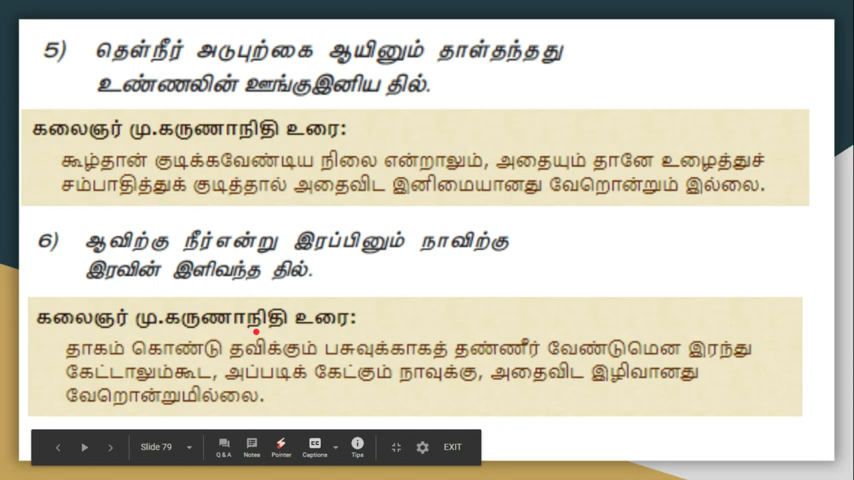 5) தெள்நீர் அடுபுற்கை ஆயினும் தாள்தந்தது
உண்ணலின் ஊங்குஇனிய தில்.
கலைஞர் மு.கருணாநிதி உரை:
கூழ்தான் குடிக்கவேண்டிய நிலை என்றாலும், அதையும் தானே உழைத்துச்
சம்பாதித்துக் குடித்தால் அதைவிட இனிமையானது வேறொன்றும் இல்லை.
6) ஆவிற்கு நீர்என்று இரப்பினும் நாவிற்கு
இரவின் இளிவந்த தில்.
கலைஞர் மு.கருணாநிதி உரை:
தாகம் கொண்டு தவிக்கும் பசுவுக்காகத் தண்ணீர் வேண்டுமென இரந்து
கேட்டாலும்கூட, அப்படிக் கேட்கும் நாவுக்கு, அதைவிட இழிவானது
வேறொன்றுமில்லை.
Slide 79 Q & A Notes Pointer CC Captions Tips EXIT